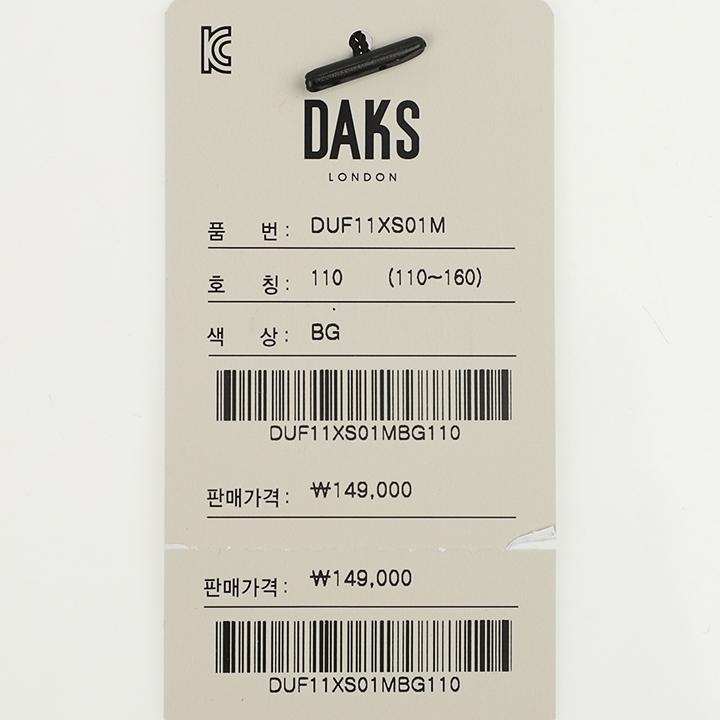 KC
DAKS
LONDON
품 번 : DUF11XS01M
호 칭 : 110 (110~160)
색 상 : BG
DUF11XS01MBG110
판매가격 : ₩149,000
판매가격 : ₩149,000
DUF11XS01MBG110